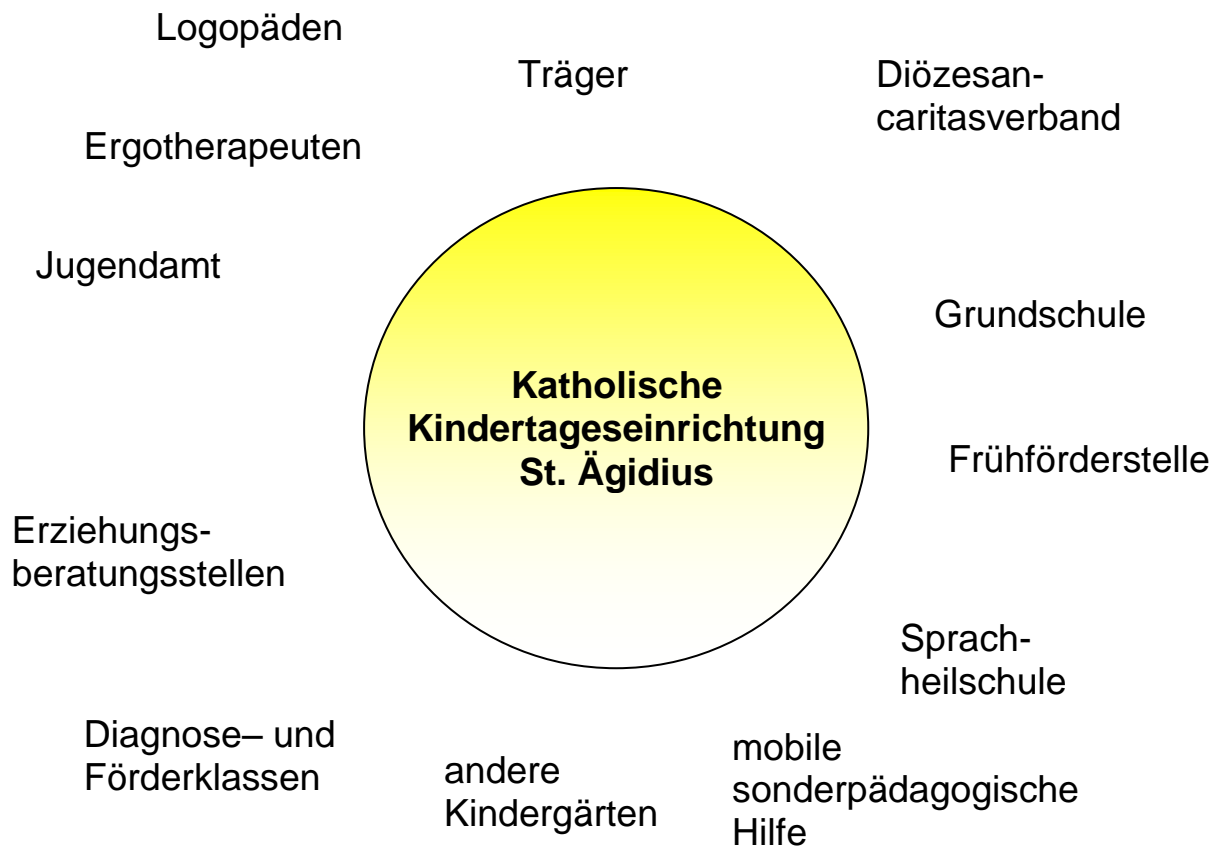 Logopäden
Träger
Diözesan-
caritasverband
Ergotherapeuten
Jugendamt
Grundschule
Katholische
Kindertageseinrichtung
St. Ägidius
Frühförderstelle
Erziehungs-
beratungsstellen
Sprach-
heilschule
Diagnose– und
Förderklassen
andere
Kindergärten
mobile
sonderpädagogische
Hilfe